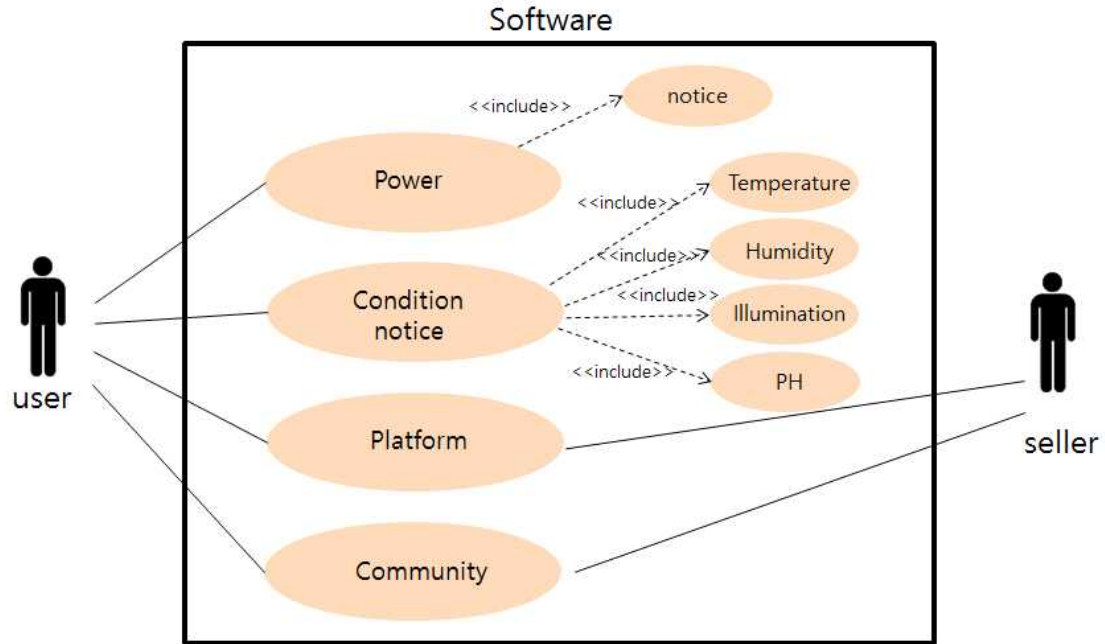 Software
notice
<<include>>
Power
Temperature
<<include>>
Humidity
<<include>>
Condition
notice
<<include>>
Illumination
<<include>>
PH
user
Platform
seller
Community